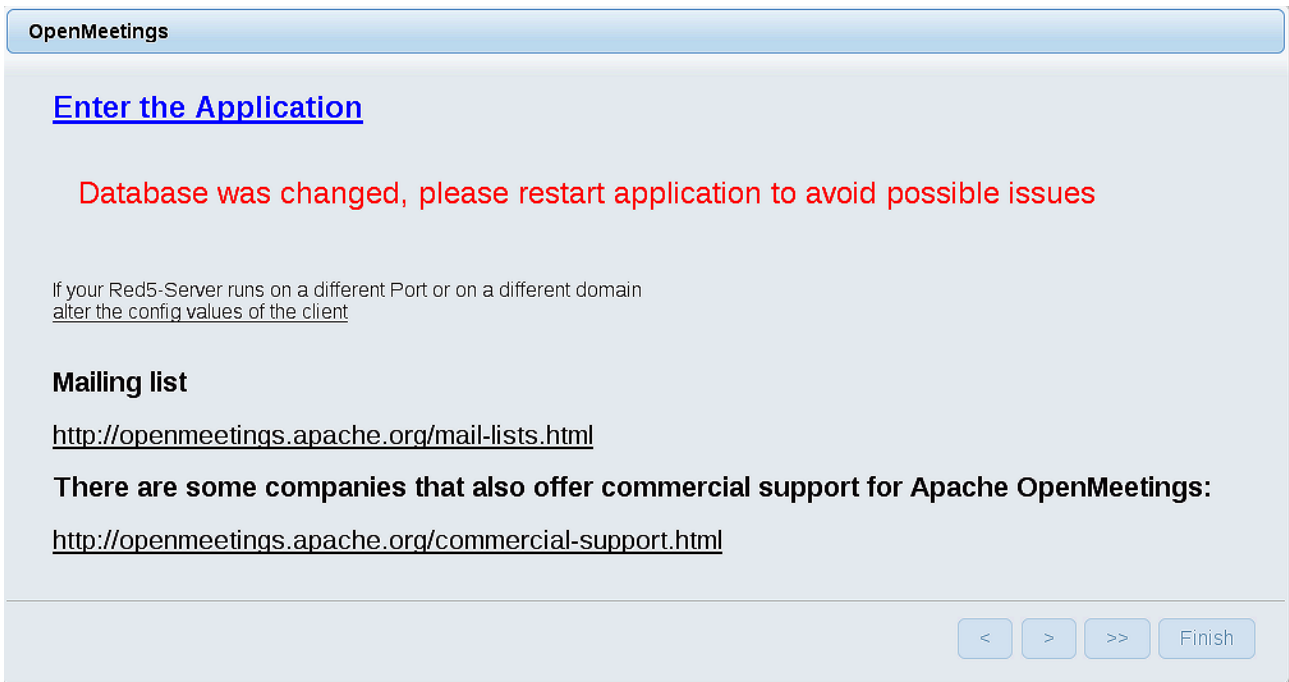 OpenMeetings
Enter the Application
Database was changed, please restart application to avoid possible issues
If your Red5-Server runs on a different Port or on a different domain
alter the config values of the client
Mailing list
http://openmeetings.apache.org/mail-lists.html
There are some companies that also offer commercial support for Apache OpenMeetings:
http://openmeetings.apache.org/commercial-support.html
< > >> Finish